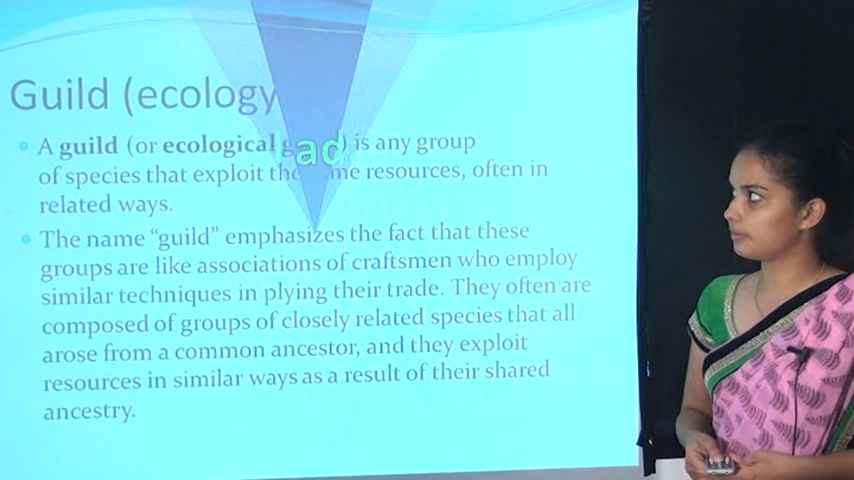 Guild (ecology
A guild (or ecological g ) is any group
ad
of species that exploit the me resources, often in
related ways.
The name “guild” emphasizes the fact that these
groups are like associations of craftsmen who employ
similar techniques in plying their trade. They often are
composed of groups of closely related species that all
arose from a common ancestor, and they exploit
resources in similar ways as a result of their shared
ancestry.